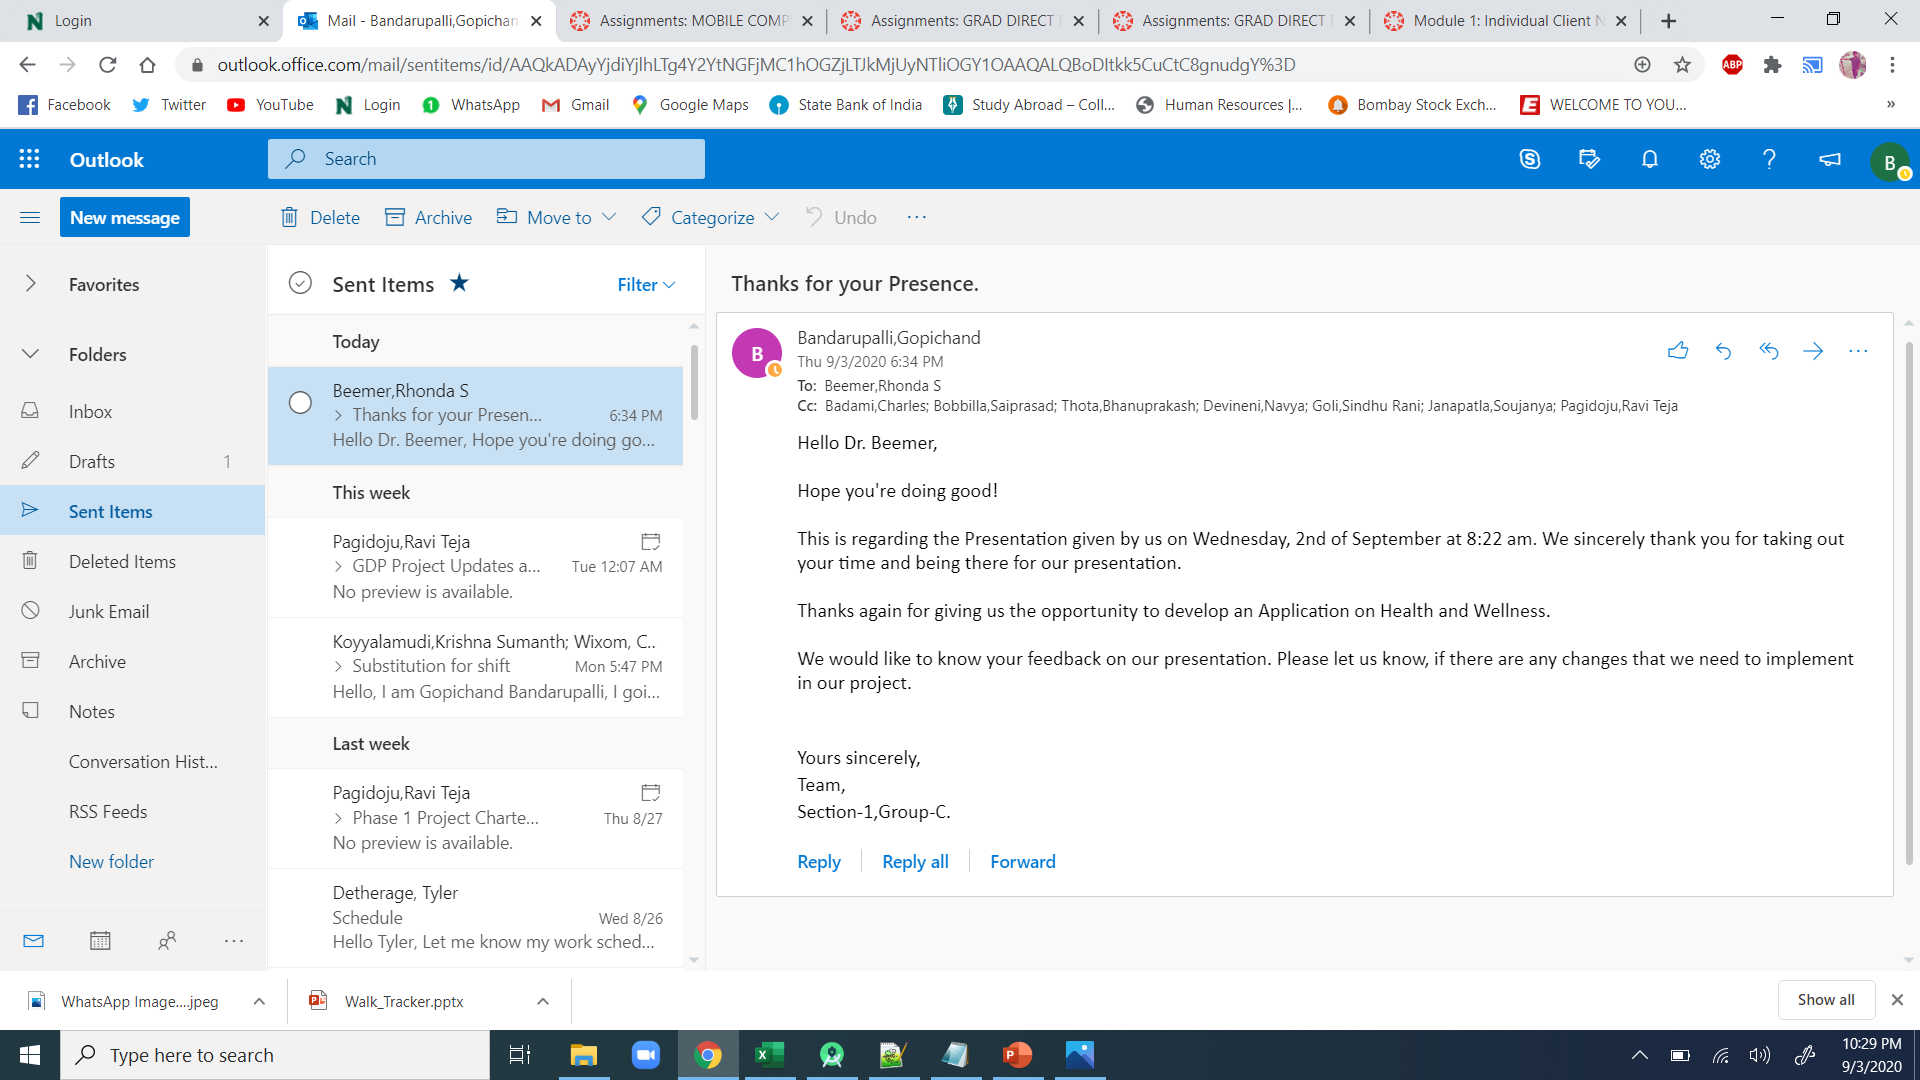 Login
Mail - Bandarupalli,Gopichan
Assignments: MOBILE COMP
Assignments: GRAD DIRECT
Assignments: GRAD DIRECT
Module 1: Individual Client N
outlook.office.com/mail/sentitems/id/AAQkADAyYjdiYjlhLTg4Y2YtNGFjMC1hOGZjLTJkMjUyNTliOGY1OAAQALQBoDItkk5CuCtC8gnudgY%3D
ABP
Facebook
Twitter
YouTube
Login
1 WhatsApp
Gmail
Google Maps
State Bank of India
Study Abroad – Coll...
Human Resources |...
Bombay Stock Exch...
E WELCOME TO YOU...
»
Outlook
Search
B
New message
Delete
Archive
Move to
Categorize
Undo
Favorites
Folders
Inbox
Drafts 1
Sent Items
Deleted Items
Junk Email
Archive
Notes
Conversation Hist...
RSS Feeds
New folder
Sent Items
Filter
Today
Beemer,Rhonda S
> Thanks for your Presen... 6:34 PM
Hello Dr. Beemer, Hope you're doing go...
This week
Pagidoju,Ravi Teja
> GDP Project Updates a... Tue 12:07 AM
No preview is available.
Koyyalamudi,Krishna Sumanth; Wixom, C..
> Substitution for shift Mon 5:47 PM
Hello, I am Gopichand Bandarupalli, I goi...
Last week
Pagidoju,Ravi Teja
> Phase 1 Project Charte... Thu 8/27
No preview is available.
Detherage, Tyler
Schedule Wed 8/26
Hello Tyler, Let me know my work sched...
Thanks for your Presence.
B
Bandarupalli,Gopichand
Thu 9/3/2020 6:34 PM
To: Beemer,Rhonda S
Cc: Badami,Charles; Bobbilla,Saiprasad; Thota,Bhanuprakash; Devineni,Navya; Goli,Sindhu Rani; Janapatla,Soujanya; Pagidoju,Ravi Teja
Hello Dr. Beemer,
Hope you're doing good!
This is regarding the Presentation given by us on Wednesday, 2nd of September at 8:22 am. We sincerely thank you for taking out
your time and being there for our presentation.
Thanks again for giving us the opportunity to develop an Application on Health and Wellness.
We would like to know your feedback on our presentation. Please let us know, if there are any changes that we need to implement
in our project.
Yours sincerely,
Team,
Section-1,Group-C.
Reply
Reply all
Forward
WhatsApp Image....jpeg
Walk_Tracker.pptx
Show all
Type here to search
10:29 PM
9/3/2020